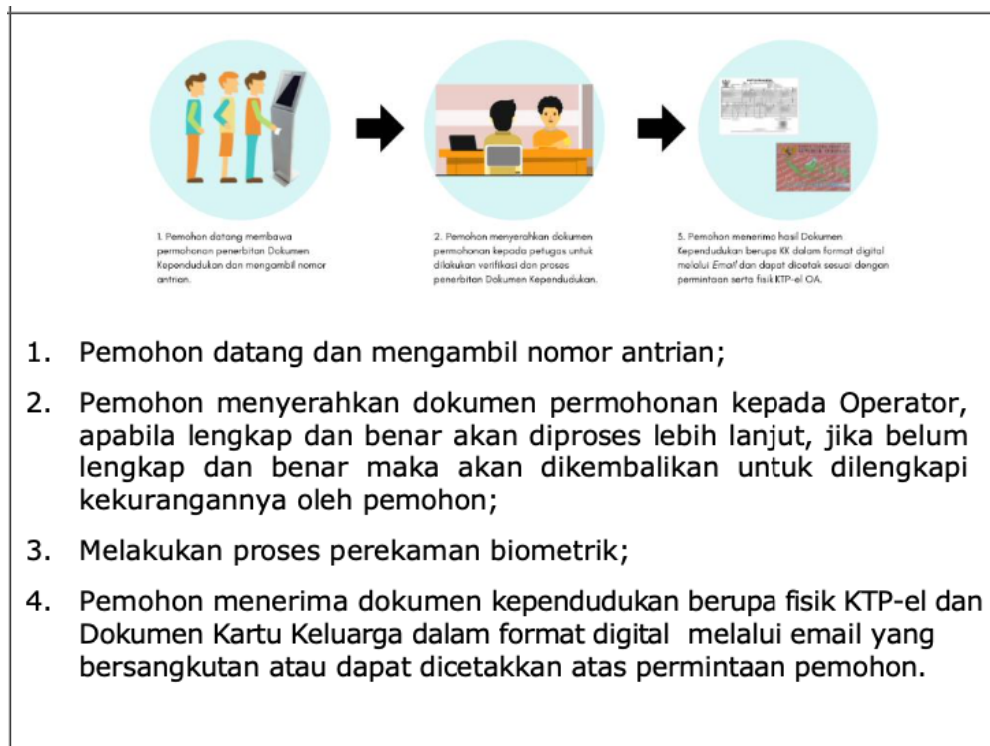 1. Pemohon datang membawa
permohonan penerbitan Dokumen
Kependudukan dan mengambil nomor
antrian.
2. Pemohon menyerahkan dokumen
permohonan kepada petugas untuk
dilakukan verifikasi dan proses
penerbitan Dokumen Kependudukan.
3. Pemohon menerima hasil Dokumen
Kependudukan berupa KK dalam format digital
melalui Email dan dapat dicetak sesuai dengan
permintaan serta fisik KTP-el OA.
1. Pemohon datang dan mengambil nomor antrian;
2. Pemohon menyerahkan dokumen permohonan kepada Operator,
apabila lengkap dan benar akan diproses lebih lanjut, jika belum
lengkap dan benar maka akan dikembalikan untuk dilengkapi
kekurangannya oleh pemohon;
3. Melakukan proses perekaman biometrik;
4. Pemohon menerima dokumen kependudukan berupa fisik KTP-el dan
Dokumen Kartu Keluarga dalam format digital melalui email yang
bersangkutan atau dapat dicetakkan atas permintaan pemohon.